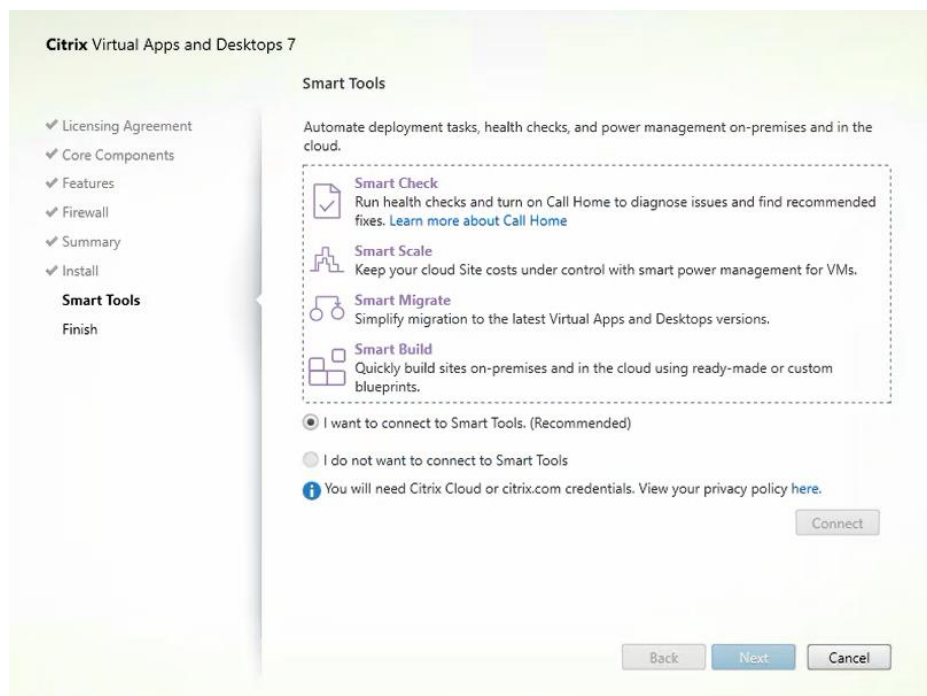 Citrix Virtual Apps and Desktops 7
Smart Tools
✔ Licensing Agreement
✔ Core Components
✔ Features
✔ Firewall
✔ Summary
✔ Install
Smart Tools
Finish
Automate deployment tasks, health checks, and power management on-premises and in the
cloud.
Smart Check
Run health checks and turn on Call Home to diagnose issues and find recommended
fixes. Learn more about Call Home
Smart Scale
Keep your cloud Site costs under control with smart power management for VMs.
Smart Migrate
Simplify migration to the latest Virtual Apps and Desktops versions.
Smart Build
Quickly build sites on-premises and in the cloud using ready-made or custom
blueprints.
I want to connect to Smart Tools. (Recommended)
I do not want to connect to Smart Tools
You will need Citrix Cloud or citrix.com credentials. View your privacy policy here.
Connect
Back
Next
Cancel